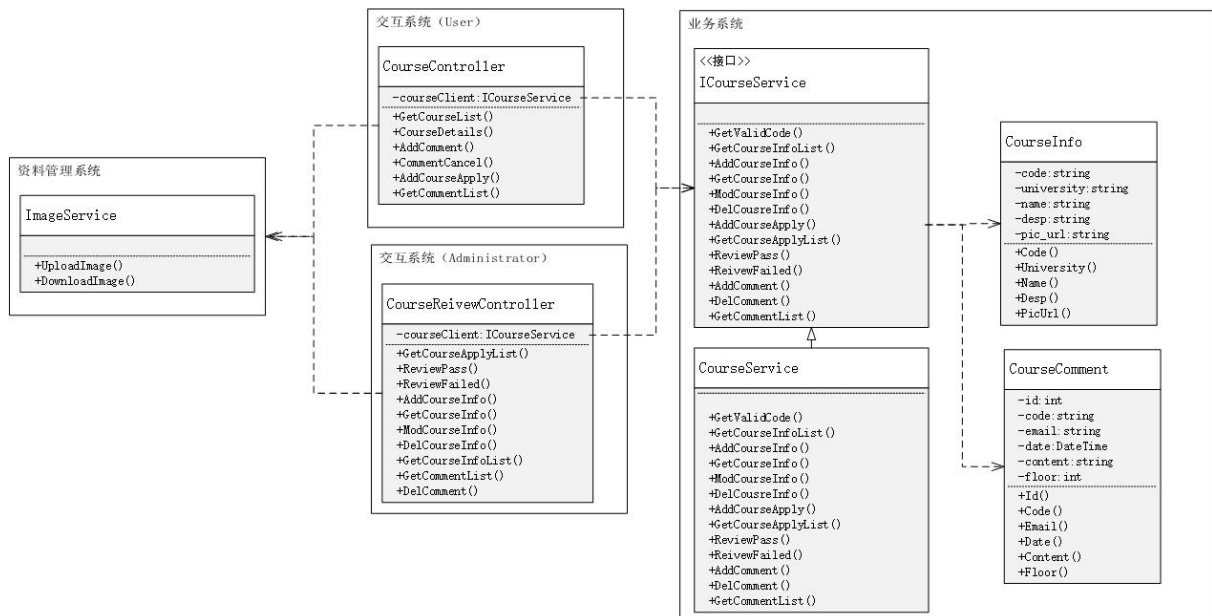 资料管理系统
ImageService
+UploadImage()
+DownloadImage()
交互系统（User）
CourseController
-courseClient:ICourseService
+GetCourseList()
+CourseDetails()
+AddComment()
+CommentCancel()
+AddCourseApply()
+GetCommentList()
交互系统（Administrator）
CourseReivewController
-courseClient:ICourseService
+GetCourseApplyList()
+ReviewPass()
+ReviewFailed()
+AddCourseInfo()
+GetCourseInfo()
+ModCourseInfo()
+DelCourseInfo()
+GetCourseInfoList()
+GetCommentList()
+DelComment()
业务系统
<<接口>>
ICourseService
+GetValidCode()
+GetCourseInfoList()
+AddCourseInfo()
+GetCourseInfo()
+ModCourseInfo()
+DelCousreInfo()
+AddCourseApply()
+GetCourseApplyList()
+ReviewPass()
+ReivewFailed()
+AddComment()
+DelComment()
+GetCommentList()
CourseService
+GetValidCode()
+GetCourseInfoList()
+AddCourseInfo()
+GetCourseInfo()
+ModCourseInfo()
+DelCousreInfo()
+AddCourseApply()
+GetCourseApplyList()
+ReviewPass()
+ReivewFailed()
+AddComment()
+DelComment()
+GetCommentList()
CourseInfo
-code:string
-university:string
-name:string
-desp:string
-pic_url:string
+Code()
+University()
+Name()
+Desp()
+PicUrl()
CourseComment
-id:int
-code:string
-email:string
-date:DateTime
-content:string
-floor:int
+Id()
+Code()
+Email()
+Date()
+Content()
+Floor()